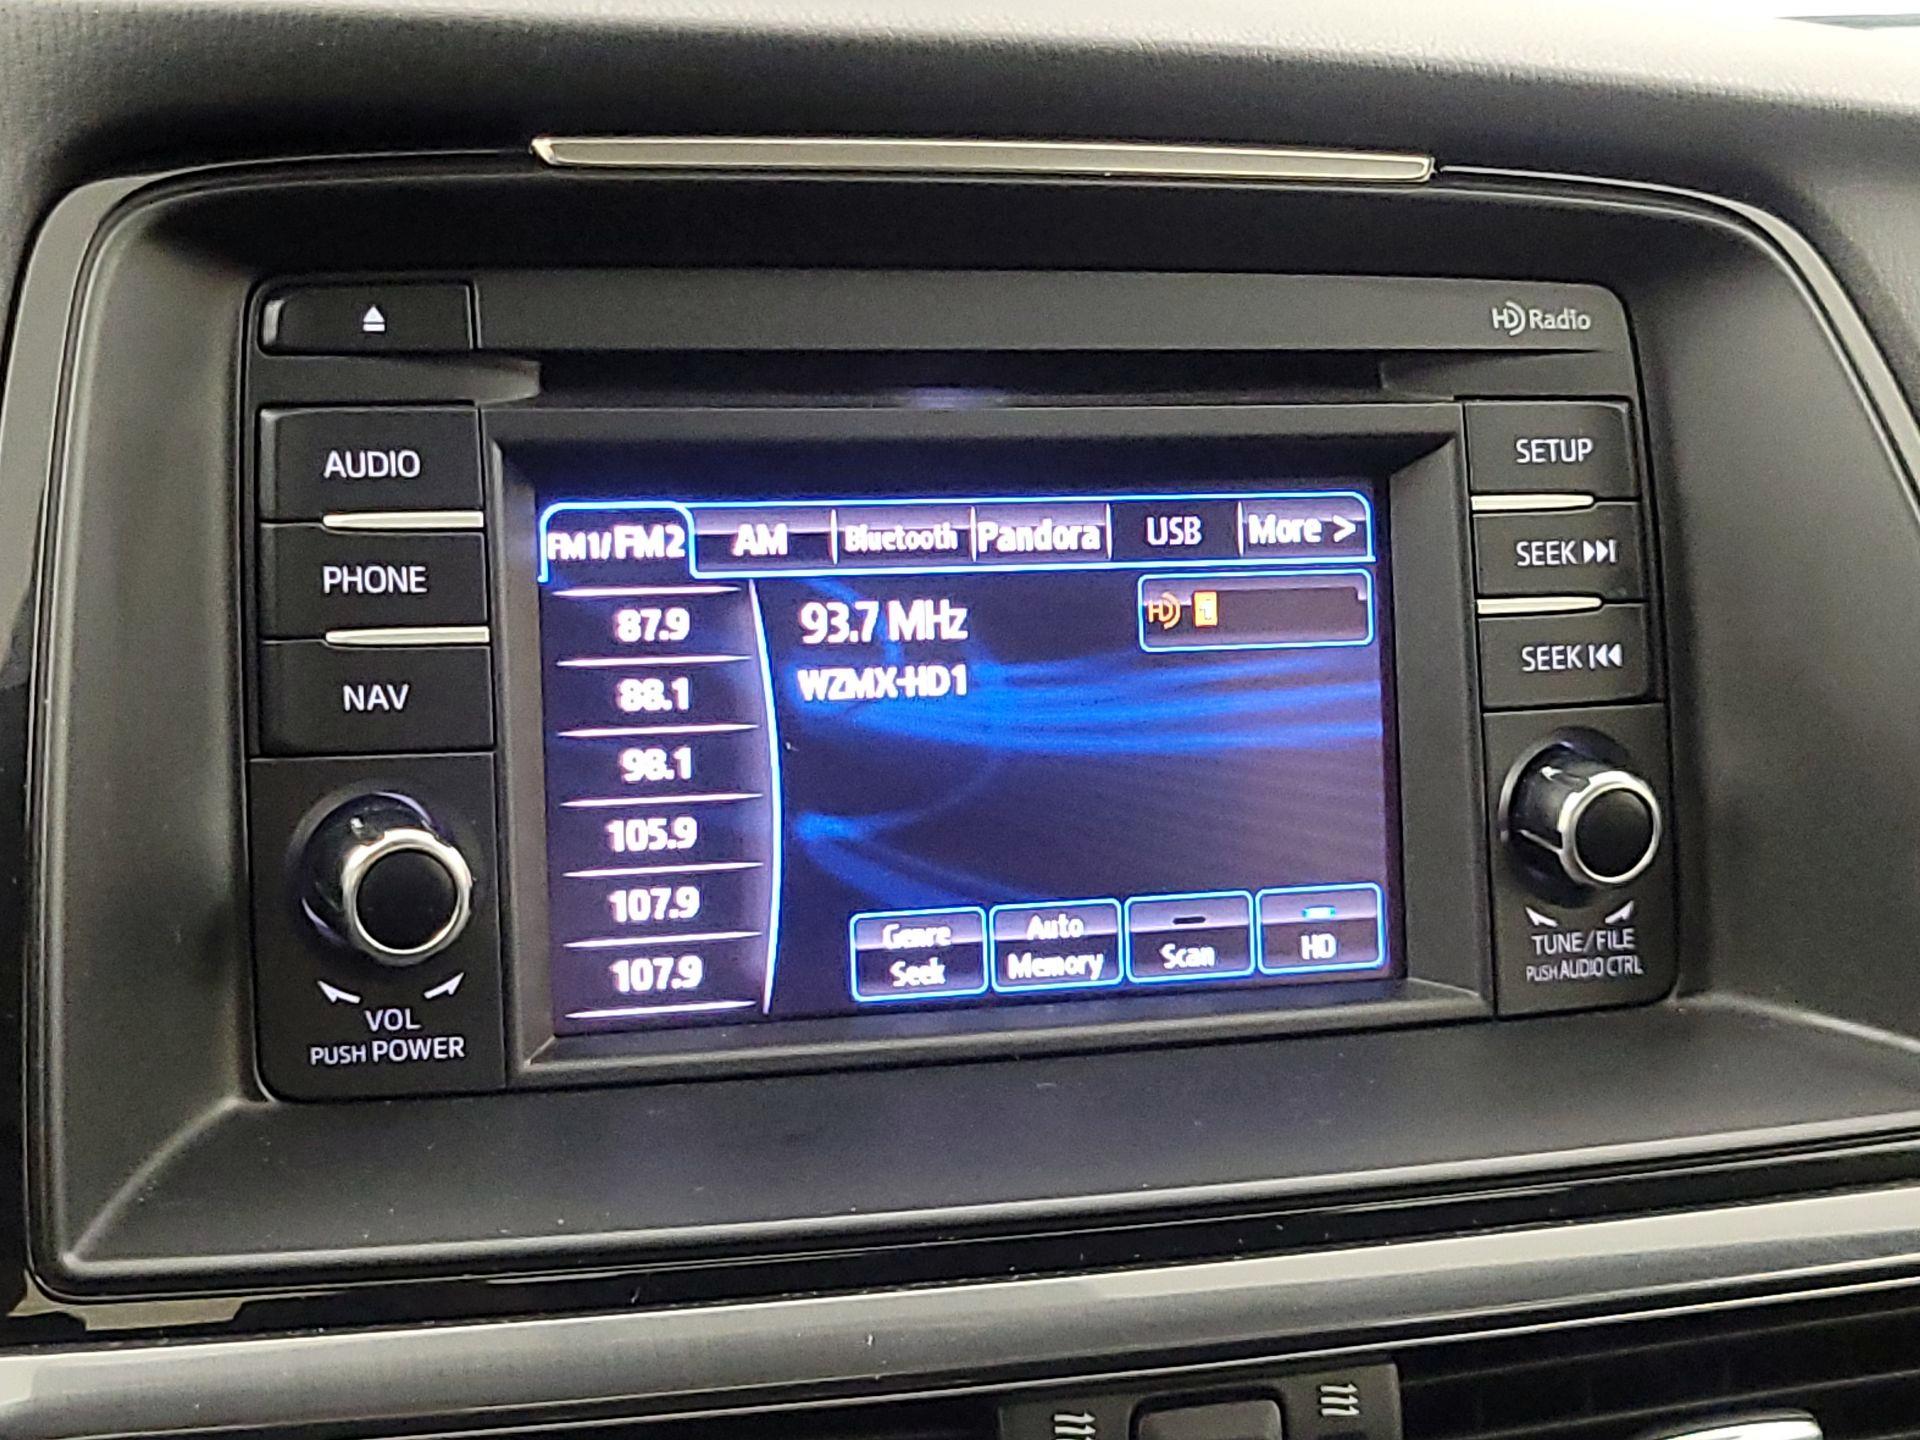 HD Radio
AUDIO
PHONE
NAV
VOL
PUSH POWER
FM1/FM2 AM Bluetooth Pandora USB More >
87.9
88.1
98.1
105.9
107.9
107.9
93.7 MHz
HD 1
WZMX-HD1
Genre
Seek
Auto
Memory
Scan
HD
SETUP
SEEK
SEEK
TUNE/FILE
PUSH AUDIO CTRL